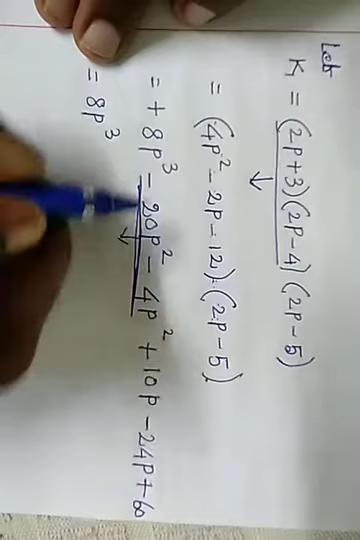 Let
K = (2p+3)(2p-4)(2p-5)
= (4p² - 2p - 12)·(2p-5)
= + 8p³ - 20p² - 4p² + 10p - 24p + 60
= 8p³